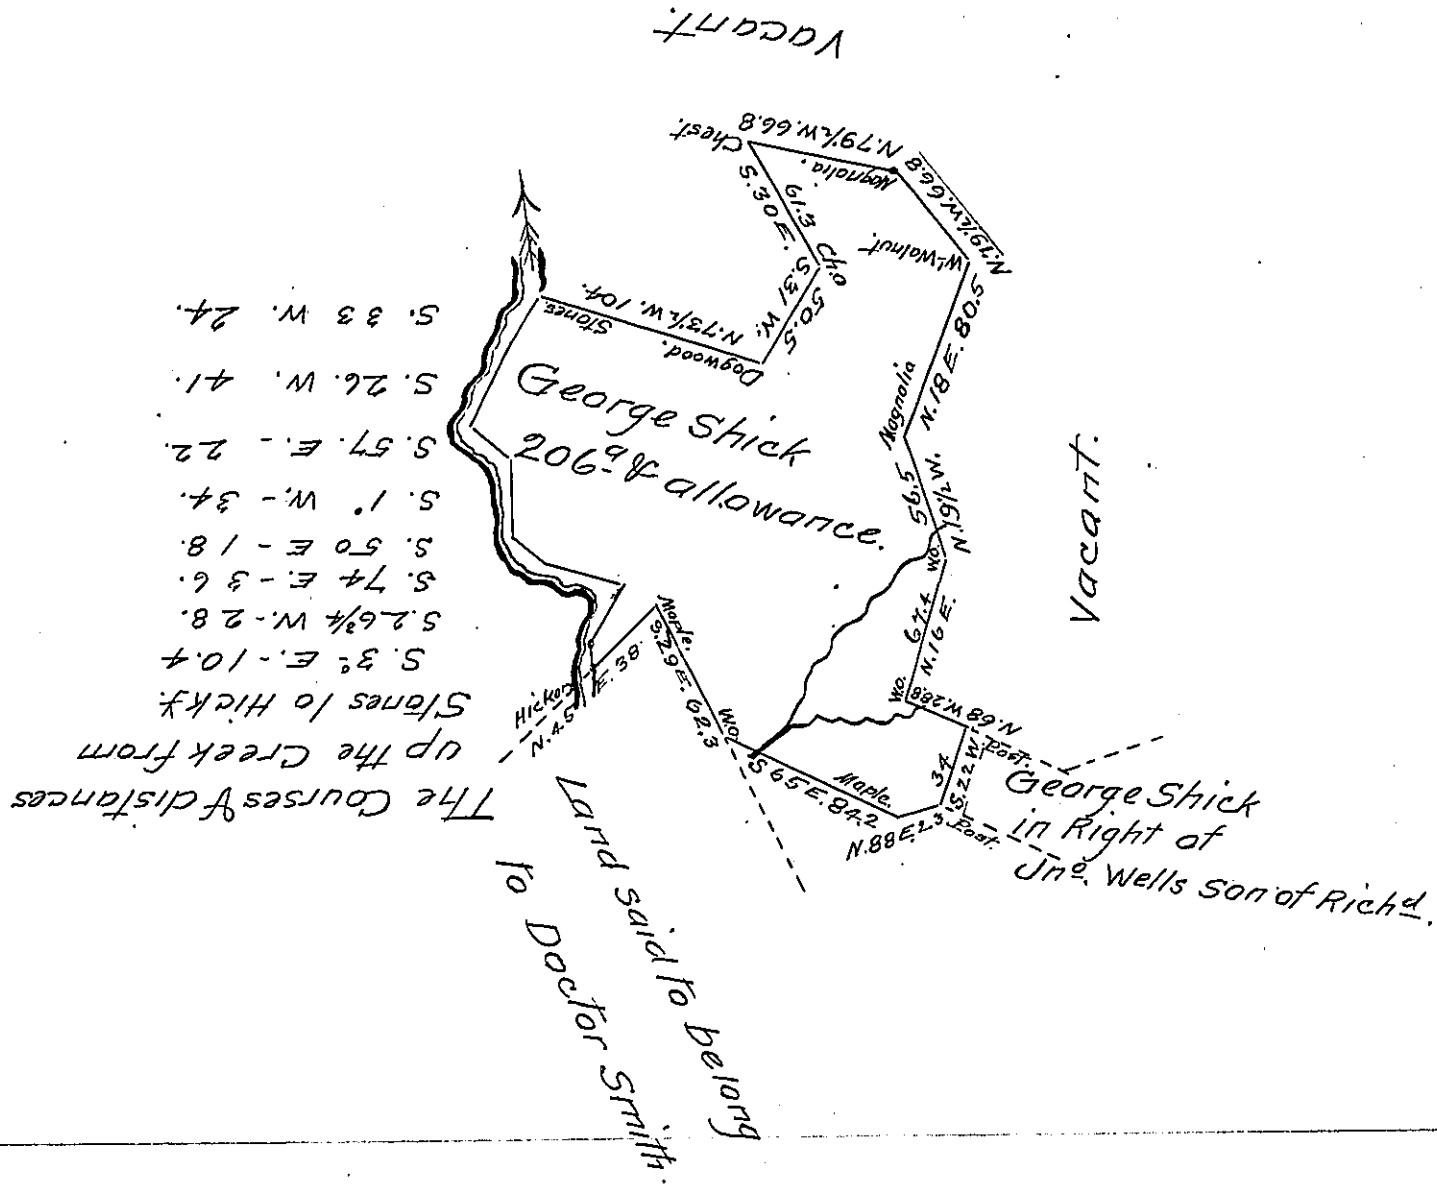 Vacant.
Chest.
N.79½W.66.8
Magnolia.
N.79½W.66.8
S.30E.
61.3
Cho
S.31W.
50.5
W. Walnut.
Stones
N.73½W.104.
Dogwood.
N.18E.80.5
Magnolia
George Shick
206ᵃ & allowance.
56.5
N.19½W.
W.O.
Vacant.
67.4
N.16E.
W.O.
N.68W.28.8
Post.
34
S.22W.
Post.
George Shick
in Right of
Jnº. Wells Son of Richᵈ.
N.88E.23
Maple.
S65E.84.2
W.O.
S.29E.62.3
Maple.
Hickory
N.45E.38.
Land said to belong
To Doctor Smith.
The Courses & distances
up the Creek from
Stones to Hicky.
S. 3° E. - 10.4
S. 26¾ W. - 28.
S. 74 E. - 36.
S. 50 E - 18.
S. 1° W. - 34.
S. 57. E. - 22.
S. 26. W. 41.
S. 33 W. 24.